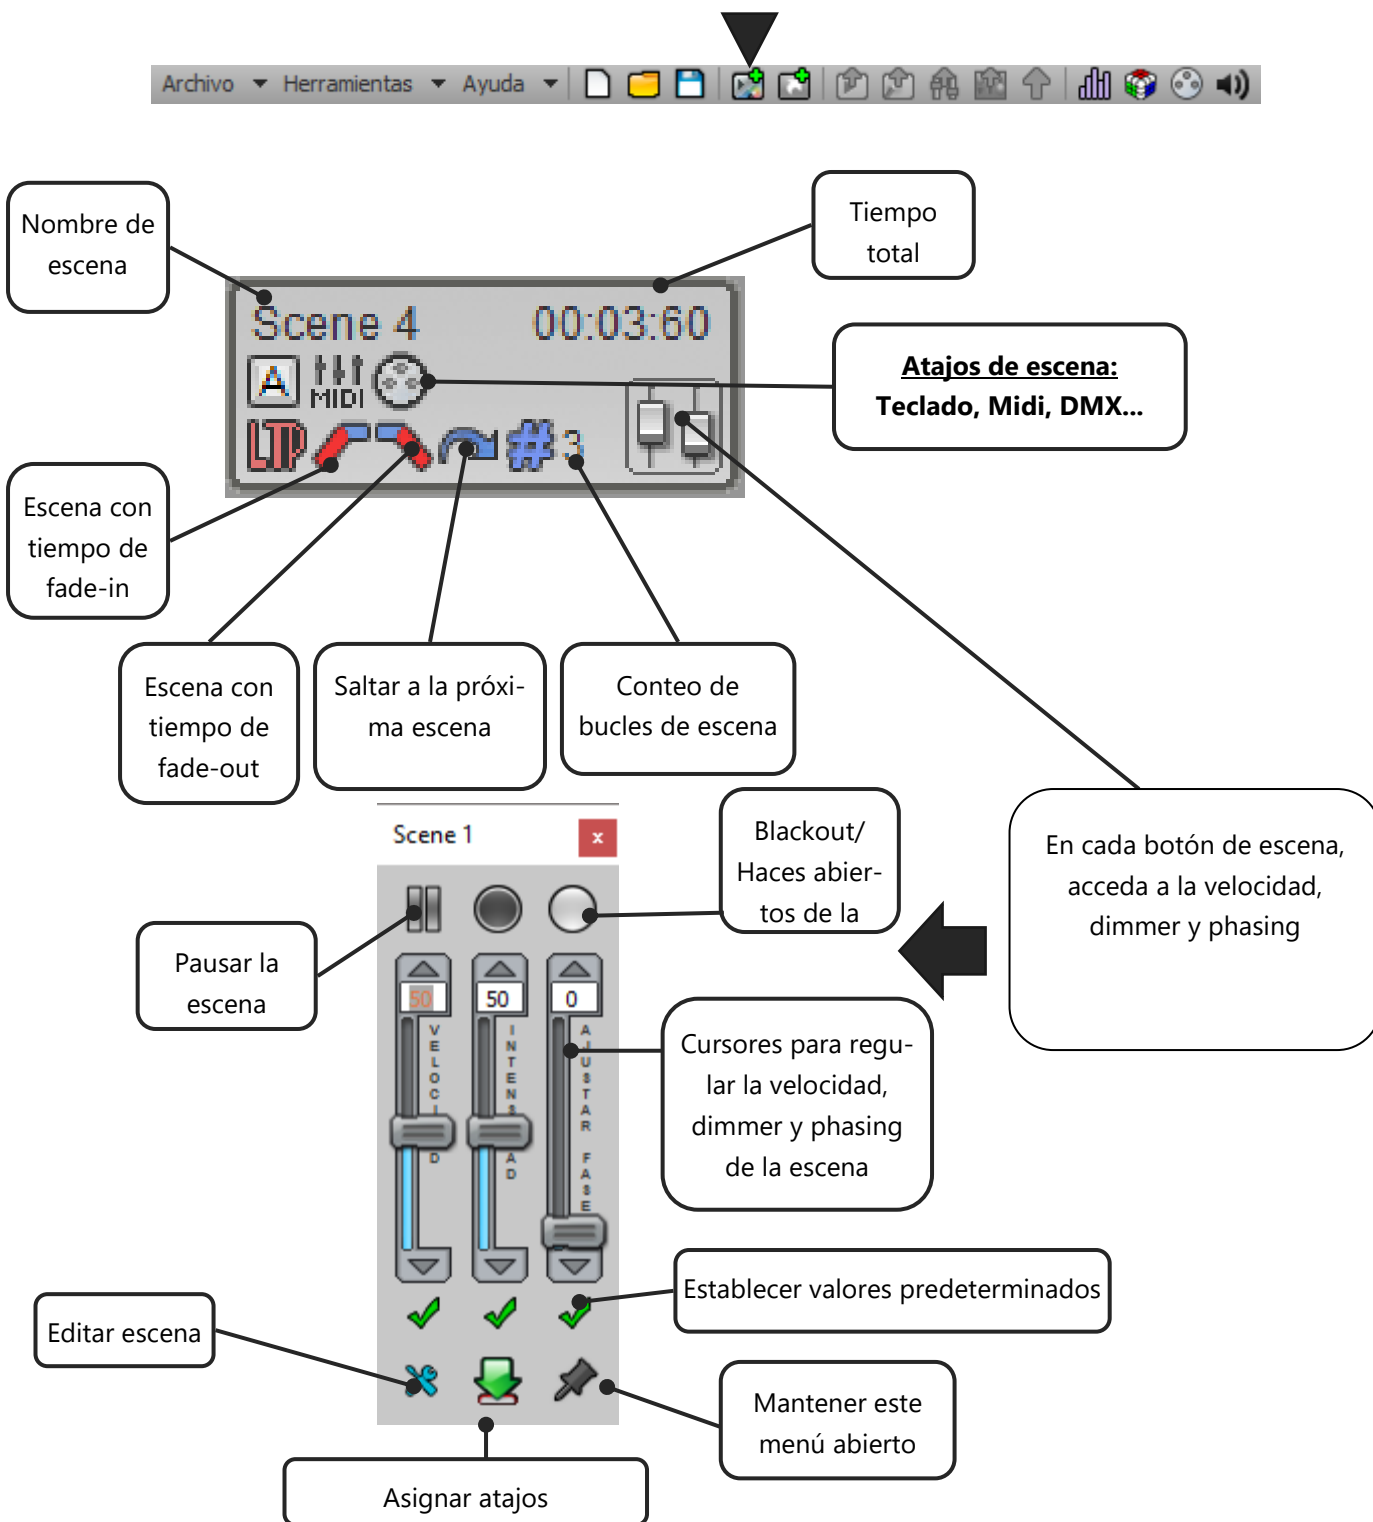 Archivo Herramientas Ayuda
Nombre de
escena
Tiempo
total
Scene 4 00:03:60
A MIDI
LTP # 3
Atajos de escena:
Teclado, Midi, DMX...
Escena con
tiempo de
fade-in
Escena con
tiempo de
fade-out
Saltar a la próxi-
ma escena
Conteo de
bucles de escena
Scene 1 x
Blackout/
Haces abier-
tos de la
En cada botón de escena,
acceda a la velocidad,
dimmer y phasing
Pausar la
escena
50 50 0
AJUSTAR FASE
Cursores para regu-
lar la velocidad,
dimmer y phasing
de la escena
Establecer valores predeterminados
Editar escena
Mantener este
menú abierto
Asignar atajos